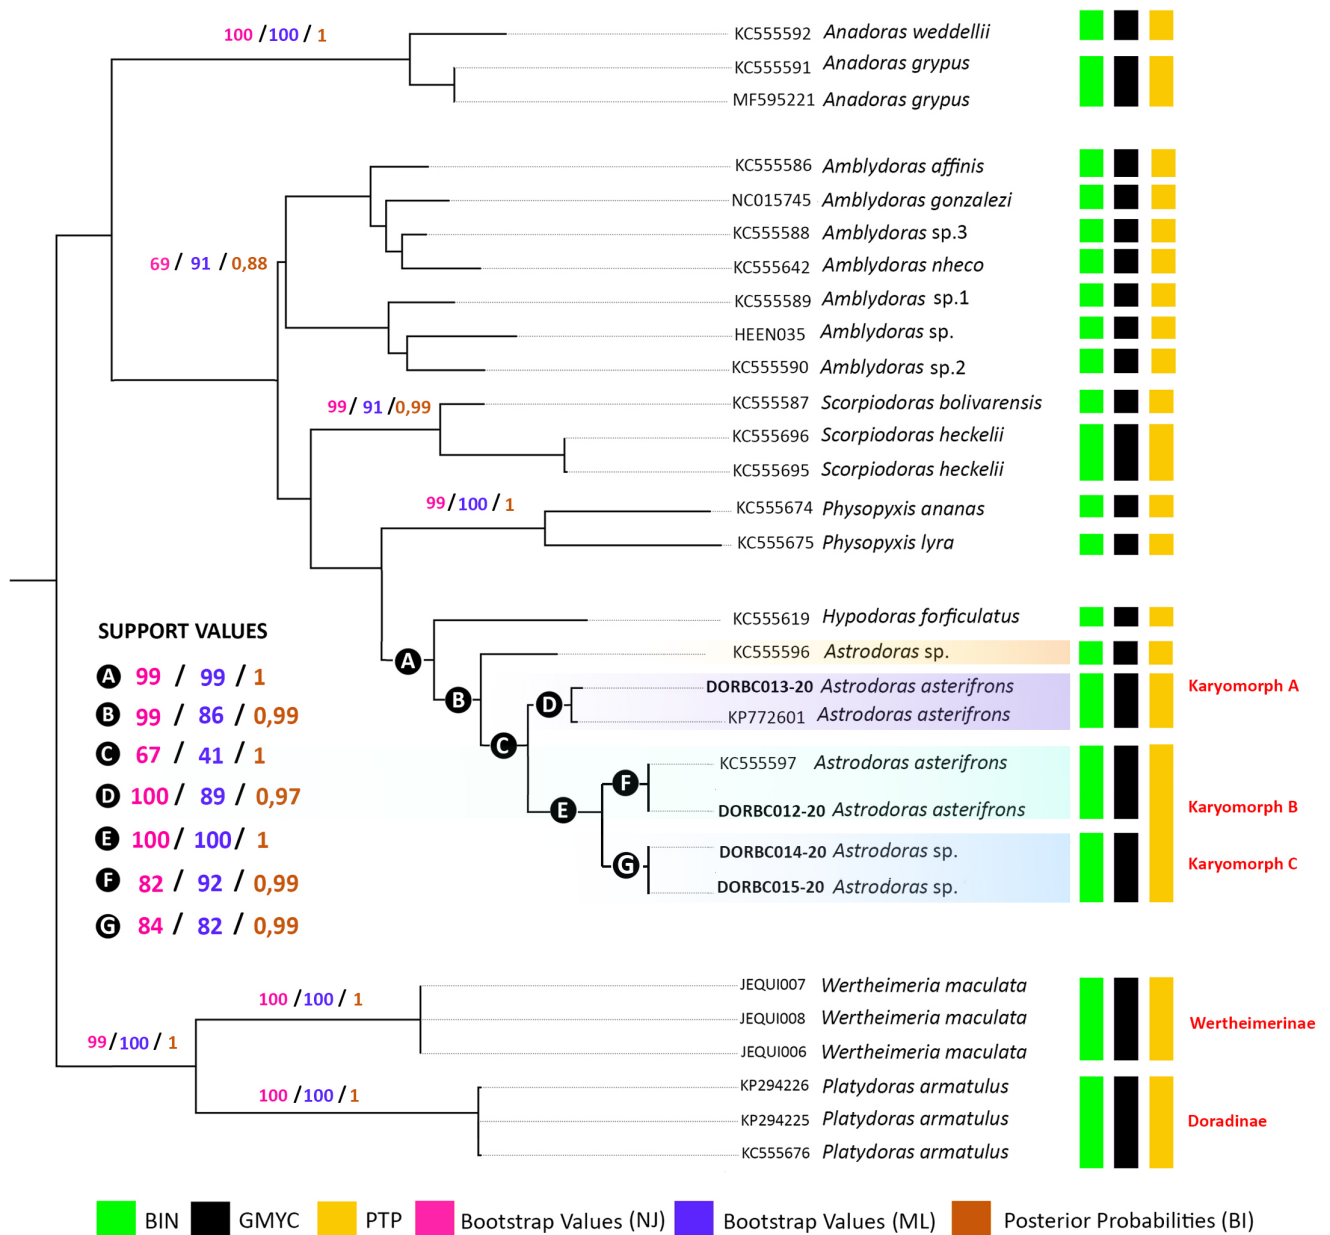 100 / 100 / 1
KC555592 Anadoras weddellii
KC555591 Anadoras grypus
MF595221 Anadoras grypus
KC555586 Amblydoras affinis
NC015745 Amblydoras gonzalezi
KC555588 Amblydoras sp.3
69 / 91 / 0,88
KC555642 Amblydoras nheco
KC555589 Amblydoras sp.1
HEEN035 Amblydoras sp.
KC555590 Amblydoras sp.2
99 / 91 / 0,99
KC555587 Scorpiodoras bolivarensis
KC555696 Scorpiodoras heckelii
KC555695 Scorpiodoras heckelii
99 / 100 / 1
KC555674 Physopyxis ananas
KC555675 Physopyxis lyra
KC555619 Hypodoras forficulatus
KC555596 Astrodoras sp.
DORBC013-20 Astrodoras asterifrons
KP772601 Astrodoras asterifrons
Karyomorph A
KC555597 Astrodoras asterifrons
DORBC012-20 Astrodoras asterifrons
Karyomorph B
DORBC014-20 Astrodoras sp.
DORBC015-20 Astrodoras sp.
Karyomorph C
A
B
C
D
E
F
G
SUPPORT VALUES
A 99 / 99 / 1
B 99 / 86 / 0,99
C 67 / 41 / 1
D 100 / 89 / 0,97
E 100 / 100 / 1
F 82 / 92 / 0,99
G 84 / 82 / 0,99
99 / 100 / 1
100 / 100 / 1
JEQUI007 Wertheimeria maculata
JEQUI008 Wertheimeria maculata
JEQUI006 Wertheimeria maculata
Wertheimerinae
100 / 100 / 1
KP294226 Platydoras armatulus
KP294225 Platydoras armatulus
KC555676 Platydoras armatulus
Doradinae
BIN GMYC PTP Bootstrap Values (NJ) Bootstrap Values (ML) Posterior Probabilities (BI)